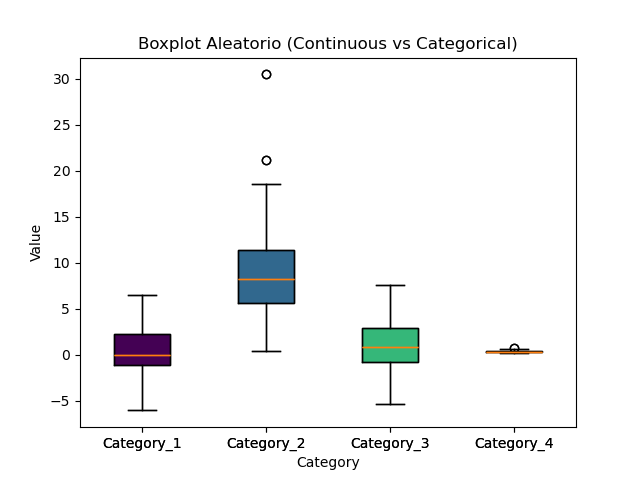 Boxplot Aleatorio (Continuous vs Categorical)
30
25
20
15
10
5
0
−5
Value
Category_1 Category_2 Category_3 Category_4
Category